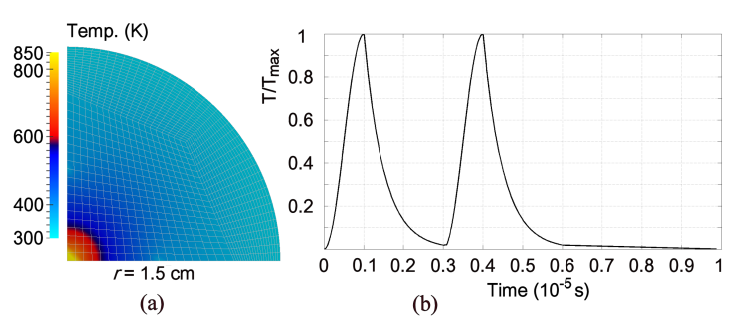 Temp. (K)
850
800
600
400
300
r = 1.5 cm
(a)
T/Tmax
1
0.8
0.6
0.4
0.2
0 0.1 0.2 0.3 0.4 0.5 0.6 0.7 0.8 0.9 1
Time (10⁻⁵ s)
(b)